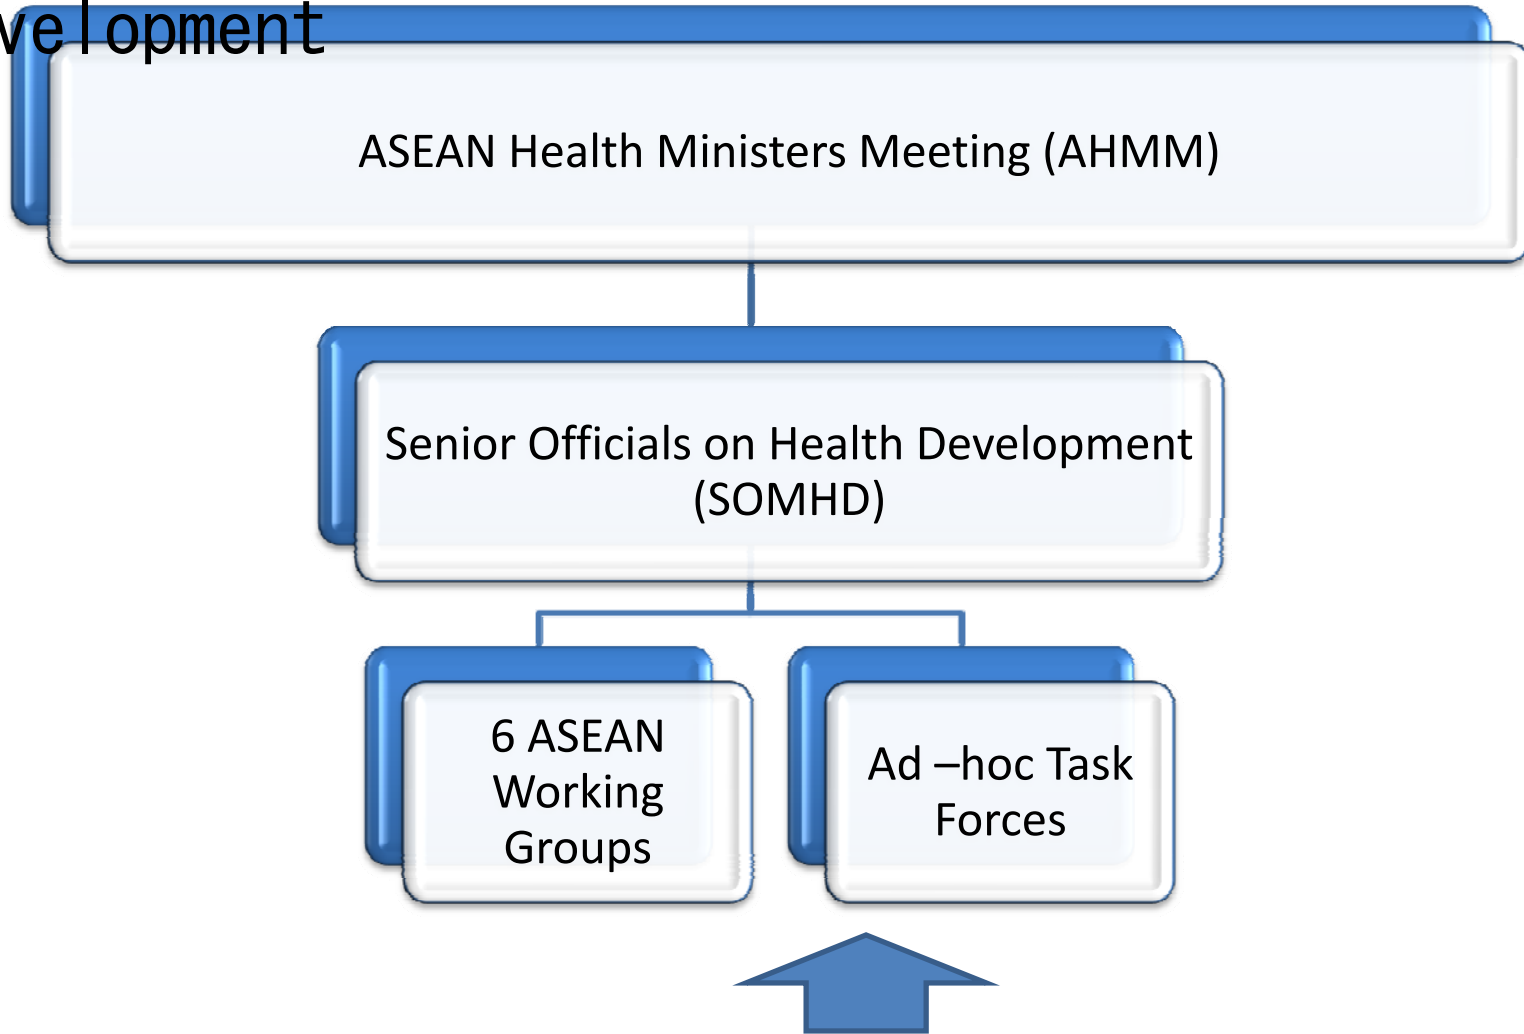 velopment
ASEAN Health Ministers Meeting (AHMM)
Senior Officials on Health Development
(SOMHD)
6 ASEAN
Working
Groups
Ad –hoc Task
Forces